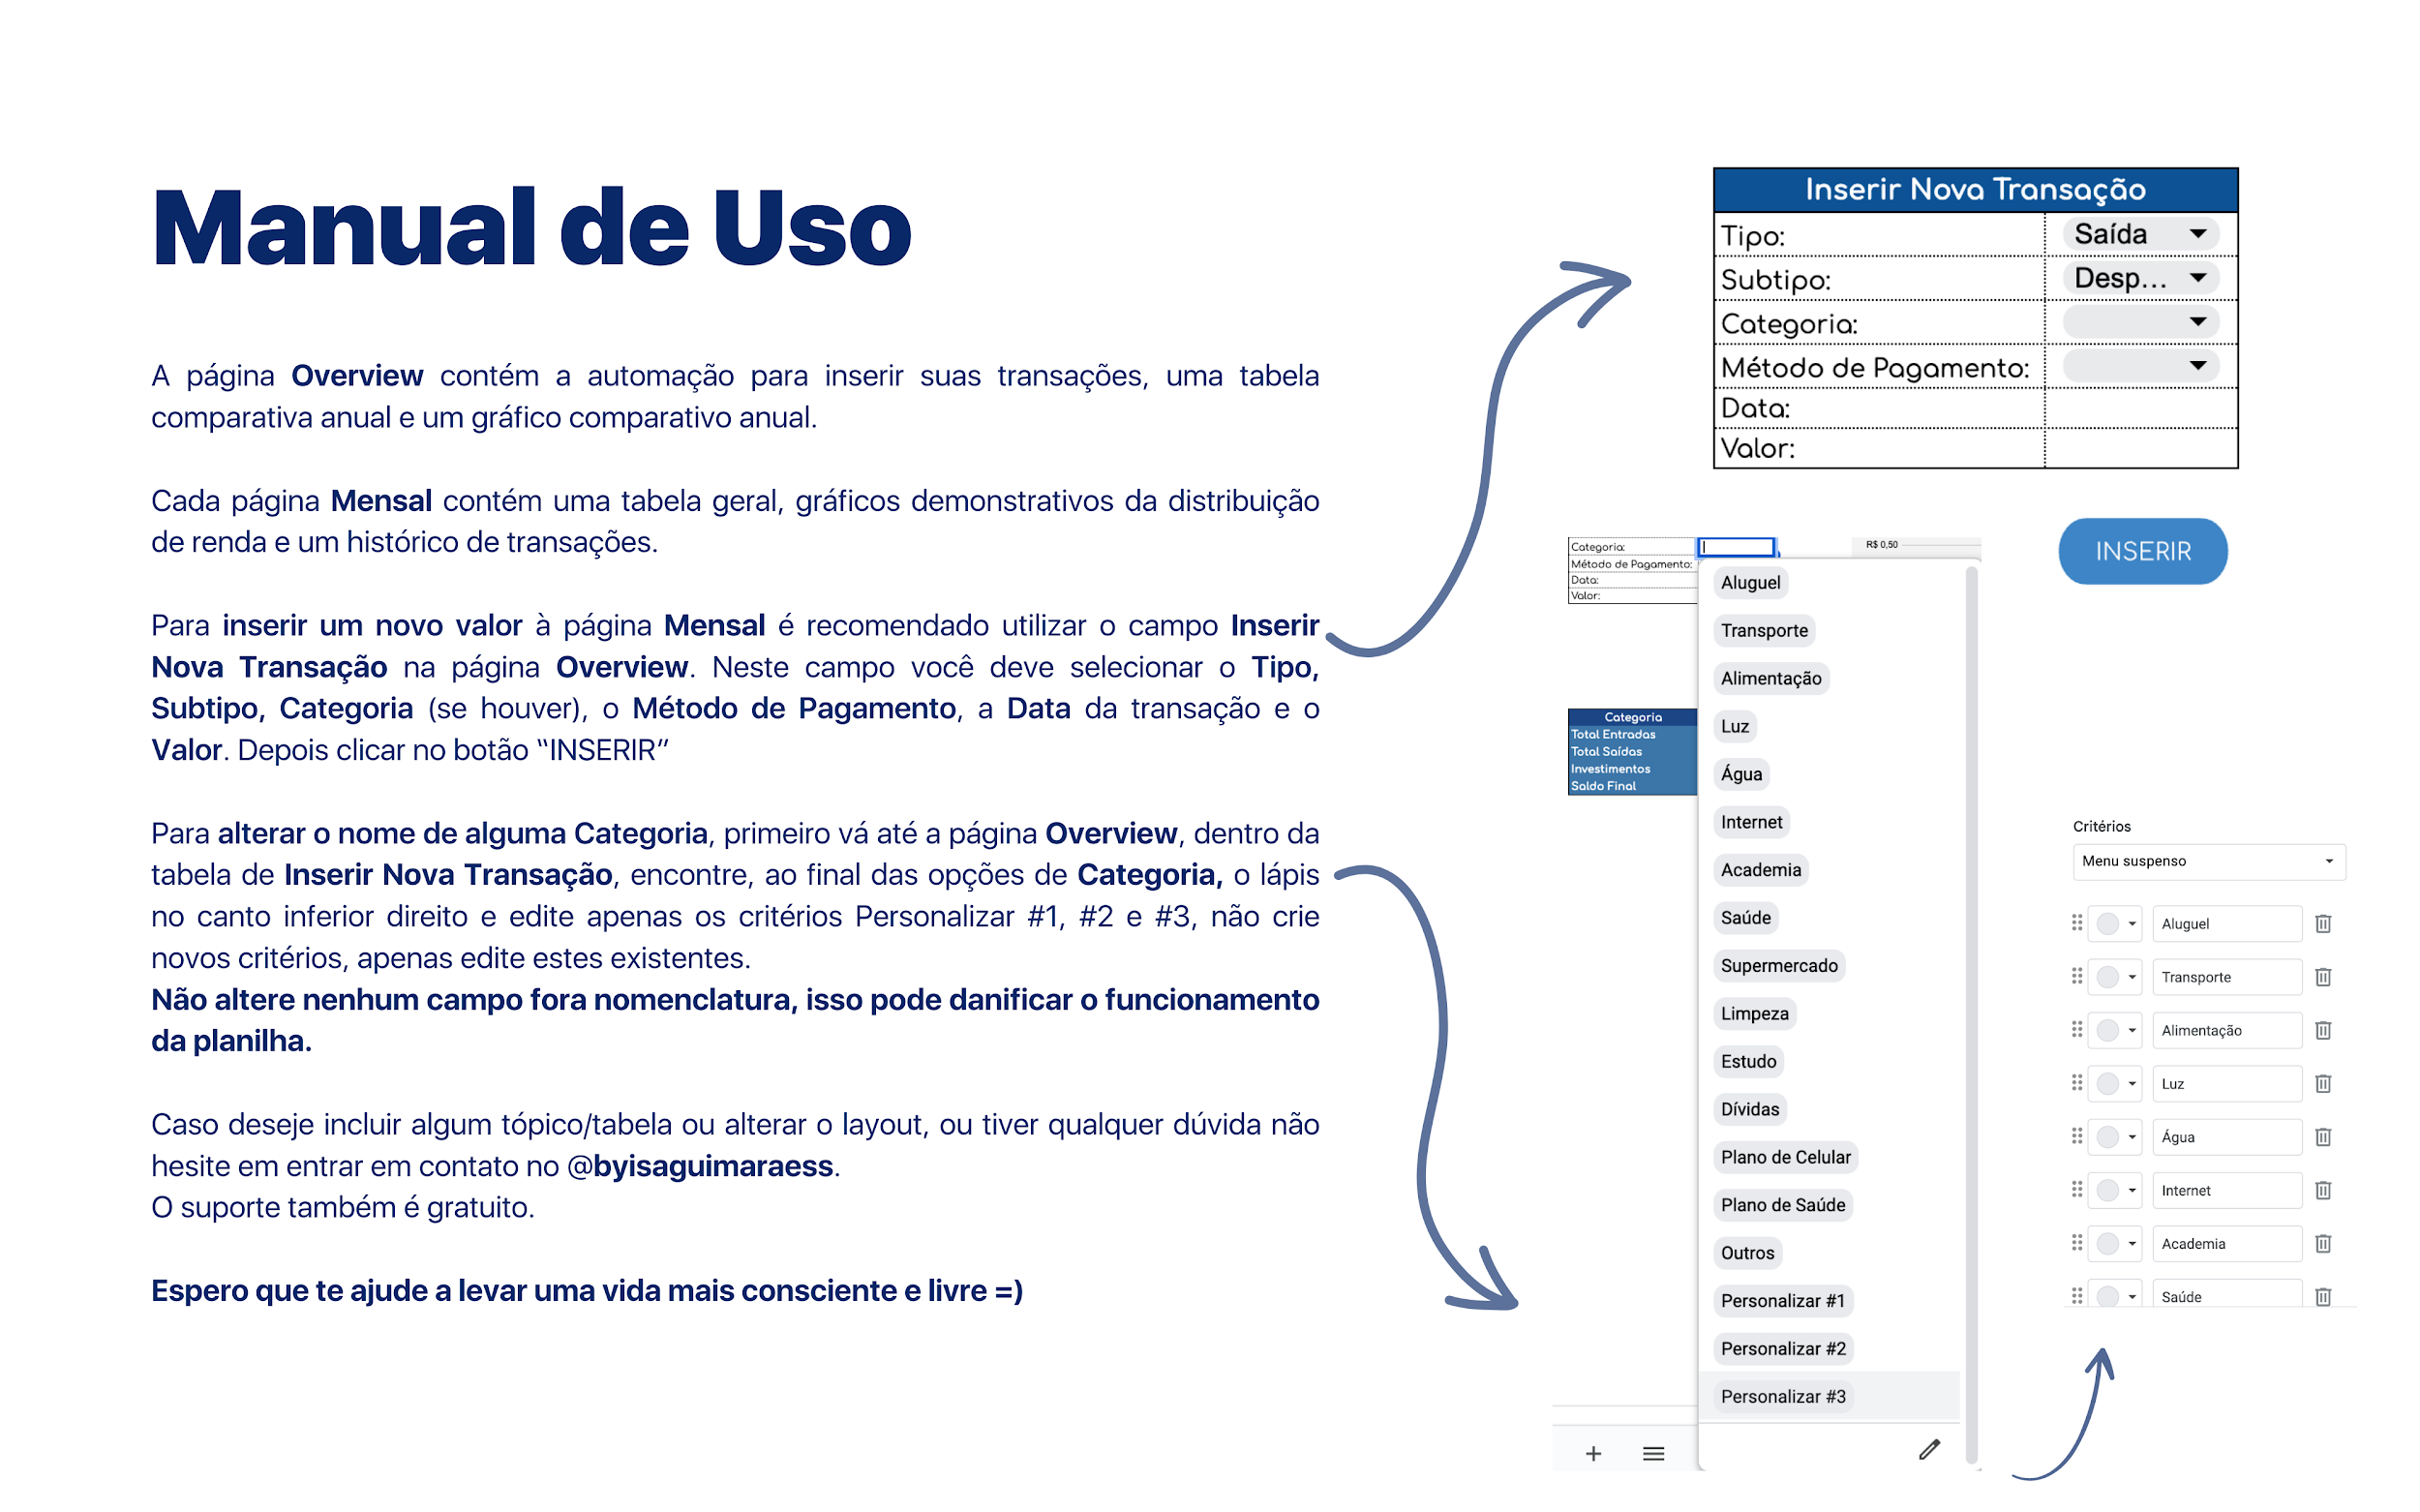 Manual de Uso
A página Overview contém a automação para inserir suas transações, uma tabela
comparativa anual e um gráfico comparativo anual.
Cada página Mensal contém uma tabela geral, gráficos demonstrativos da distribuição
de renda e um histórico de transações.
Para inserir um novo valor à página Mensal é recomendado utilizar o campo Inserir
Nova Transação na página Overview. Neste campo você deve selecionar o Tipo,
Subtipo, Categoria (se houver), o Método de Pagamento, a Data da transação e o
Valor. Depois clicar no botão “INSERIR”
Para alterar o nome de alguma Categoria, primeiro vá até a página Overview, dentro da
tabela de Inserir Nova Transação, encontre, ao final das opções de Categoria, o lápis
no canto inferior direito e edite apenas os critérios Personalizar #1, #2 e #3, não crie
novos critérios, apenas edite estes existentes.
Não altere nenhum campo fora nomenclatura, isso pode danificar o funcionamento
da planilha.
Caso deseje incluir algum tópico/tabela ou alterar o layout, ou tiver qualquer dúvida não
hesite em entrar em contato no @byisaguimaraess.
O suporte também é gratuito.
Espero que te ajude a levar uma vida mais consciente e livre =)
Inserir Nova Transação
Tipo: Saída
Subtipo: Desp...
Categoria:
Método de Pagamento:
Data:
Valor:
INSERIR
Categoria:
Método de Pagamento:
Data:
Valor:
R$ 0,50
Categoria
Total Entradas
Total Saídas
Investimentos
Saldo Final
Aluguel
Transporte
Alimentação
Luz
Água
Internet
Academia
Saúde
Supermercado
Limpeza
Estudo
Dívidas
Plano de Celular
Plano de Saúde
Outros
Personalizar #1
Personalizar #2
Personalizar #3
Critérios
Menu suspenso
Aluguel
Transporte
Alimentação
Luz
Água
Internet
Academia
Saúde